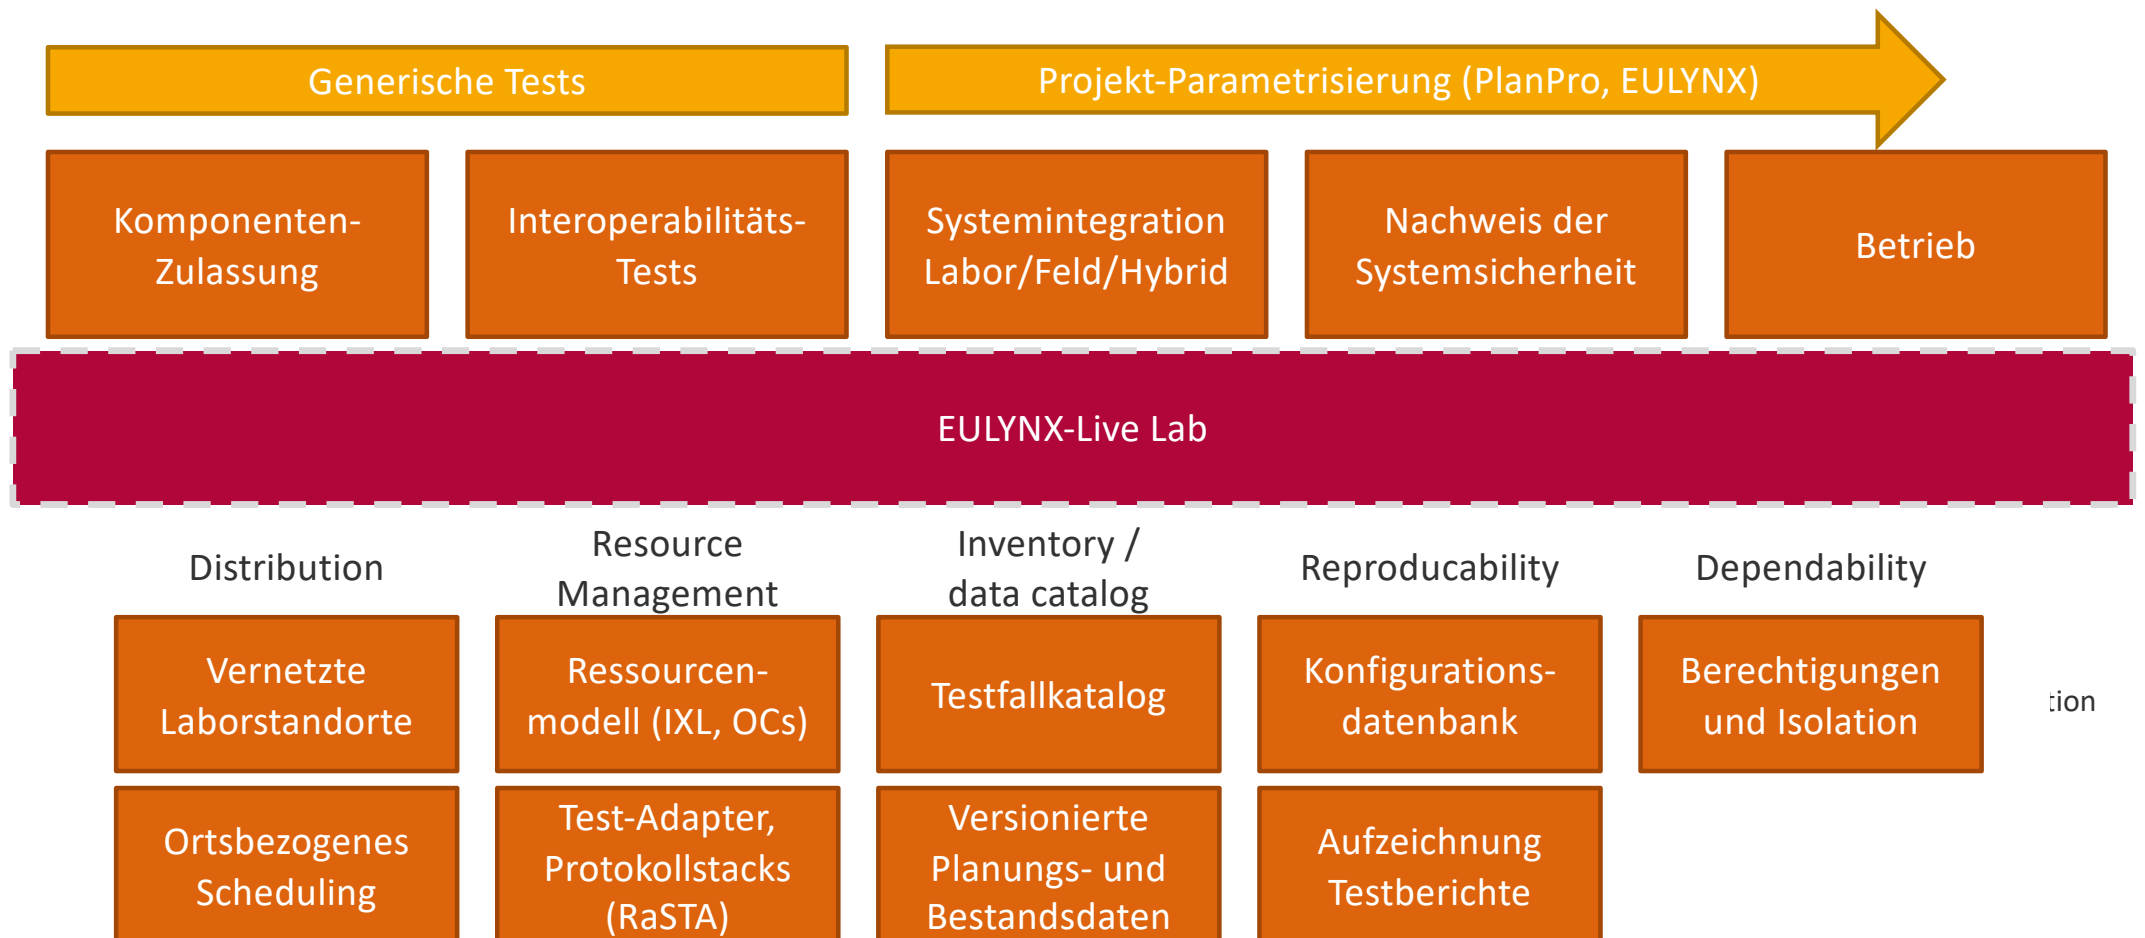 Generische Tests
Projekt-Parametrisierung (PlanPro, EULYNX)
Komponenten-
Zulassung
Interoperabilitäts-
Tests
Systemintegration
Labor/Feld/Hybrid
Nachweis der
Systemsicherheit
Betrieb
EULYNX-Live Lab
Distribution
Resource
Management
Inventory /
data catalog
Reproducability
Dependability
Vernetzte
Laborstandorte
Ressourcen-
modell (IXL, OCs)
Testfallkatalog
Konfigurations-
datenbank
Berechtigungen
und Isolation
Ortsbezogenes
Scheduling
Test-Adapter,
Protokollstacks
(RaSTA)
Versionierte
Planungs- und
Bestandsdaten
Aufzeichnung
Testberichte